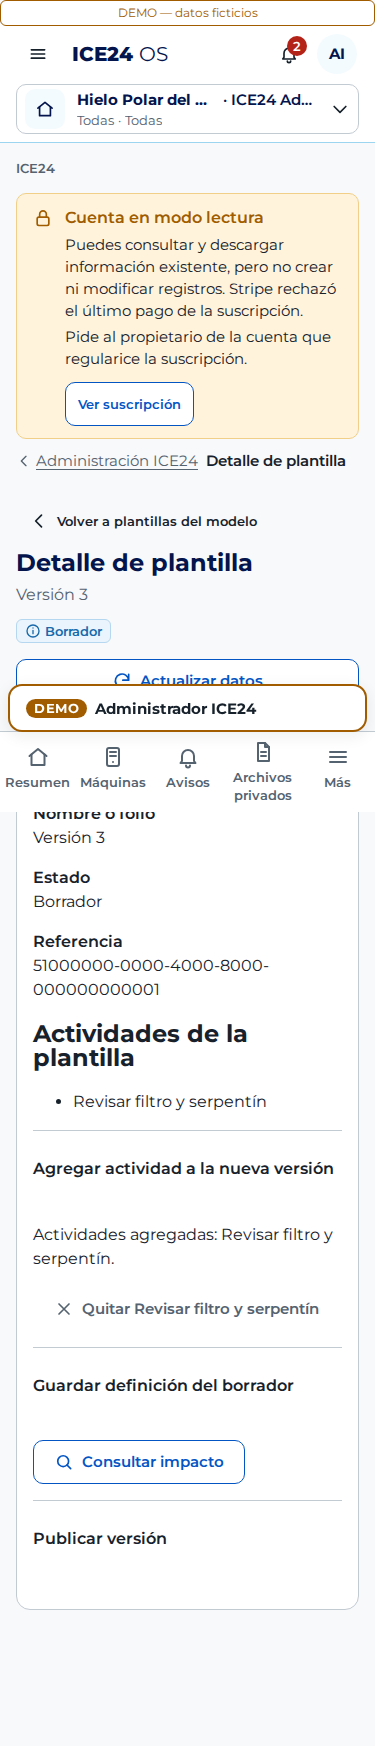 DEMO — datos ficticios
ICE24 OS
2
AI
Hielo Polar del ... · ICE24 Ad...
Todas · Todas
ICE24
Cuenta en modo lectura
Puedes consultar y descargar
información existente, pero no crear
ni modificar registros. Stripe rechazó
el último pago de la suscripción.
Pide al propietario de la cuenta que
regularice la suscripción.
Ver suscripción
Administración ICE24 Detalle de plantilla
Volver a plantillas del modelo
Detalle de plantilla
Versión 3
Borrador
Actualizar datos
DEMO Administrador ICE24
Resumen
Máquinas
Avisos
Archivos
privados
Más
Nombre o folio
Versión 3
Estado
Borrador
Referencia
51000000-0000-4000-8000-
000000000001
Actividades de la
plantilla
• Revisar filtro y serpentín
Agregar actividad a la nueva versión
Actividades agregadas: Revisar filtro y
serpentín.
Quitar Revisar filtro y serpentín
Guardar definición del borrador
Consultar impacto
Publicar versión